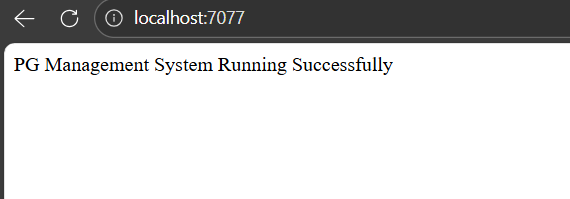 localhost:7077
PG Management System Running Successfully